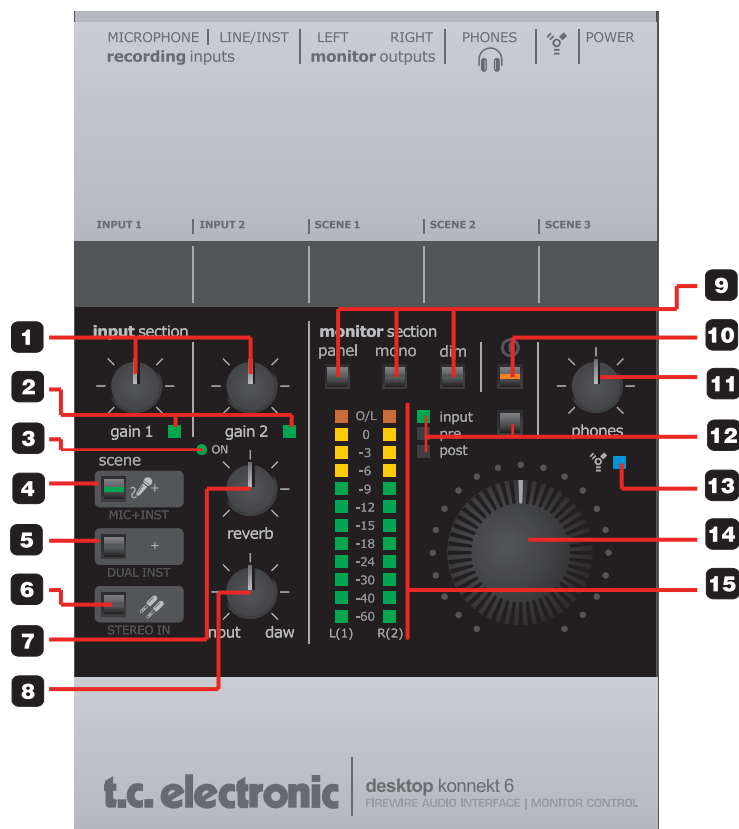 MICROPHONE | LINE/INST | LEFT RIGHT | PHONES | | POWER
recording inputs monitor outputs
INPUT 1 | INPUT 2 | SCENE 1 | SCENE 2 | SCENE 3
input section
monitor section
panel mono dim
gain 1 gain 2
phones
ON
scene
MIC+INST
+
DUAL INST
+
STEREO IN
reverb
input daw
O/L
0
-3
-6
-9
-12
-15
-18
-24
-30
-40
-60
L(1) R(2)
input
pre
post
1
2
3
4
5
6
7
8
9
10
11
12
13
14
15
t.c. electronic
desktop konnekt 6
FIREWIRE AUDIO INTERFACE | MONITOR CONTROL